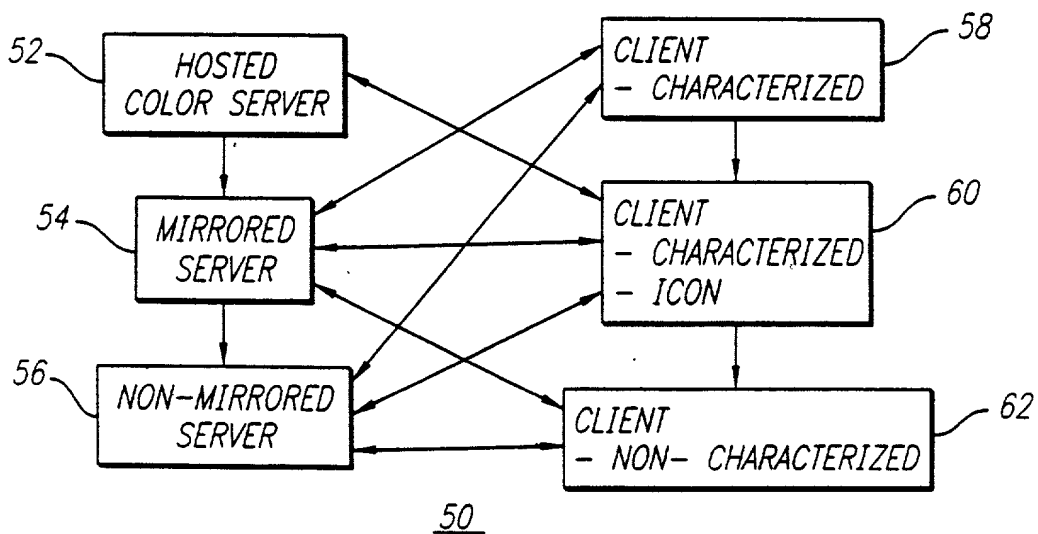 52
HOSTED
COLOR SERVER
54
MIRRORED
SERVER
56
NON-MIRRORED
SERVER
CLIENT
- CHARACTERIZED
58
CLIENT
- CHARACTERIZED
- ICON
60
CLIENT
- NON- CHARACTERIZED
62
50